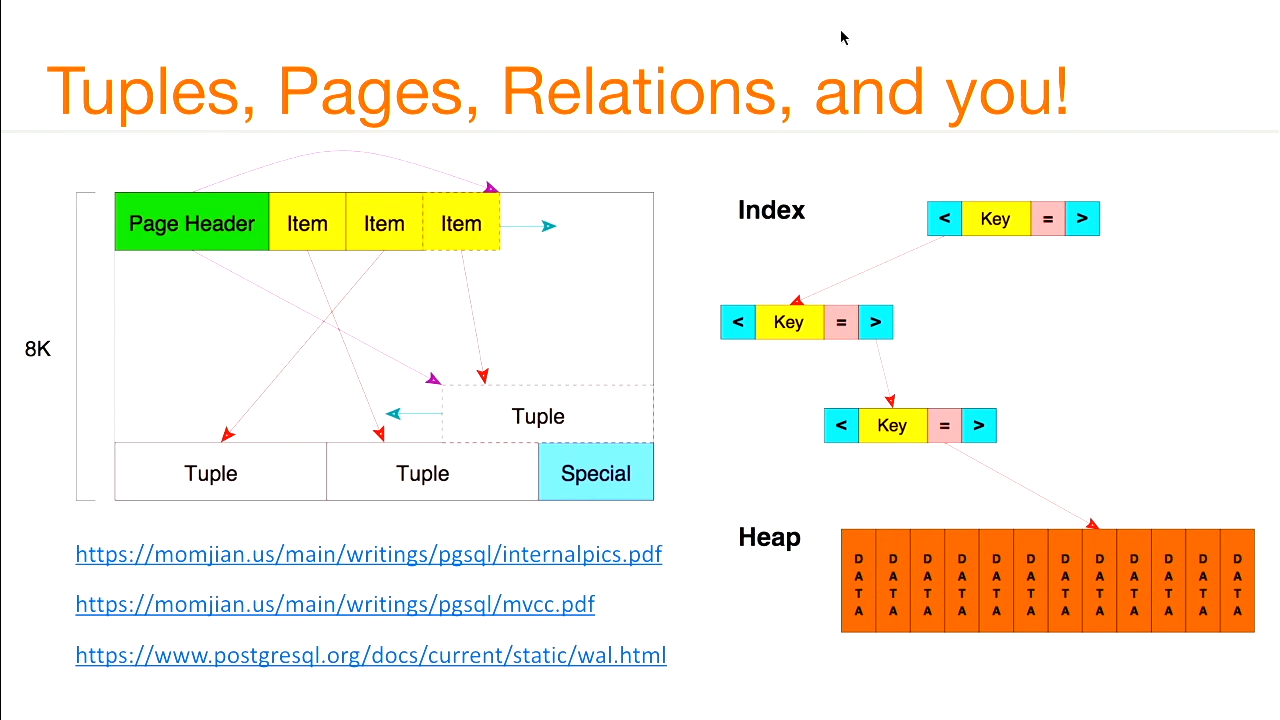 Tuples, Pages, Relations, and you!
Page Header Item Item Item
8K
Tuple
Tuple Tuple Special
https://momjian.us/main/writings/pgsql/internalpics.pdf
https://momjian.us/main/writings/pgsql/mvcc.pdf
https://www.postgresql.org/docs/current/static/wal.html
Index
< Key = >
< Key = >
< Key = >
Heap
DATA DATA DATA DATA DATA DATA DATA DATA DATA DATA DATA DATA